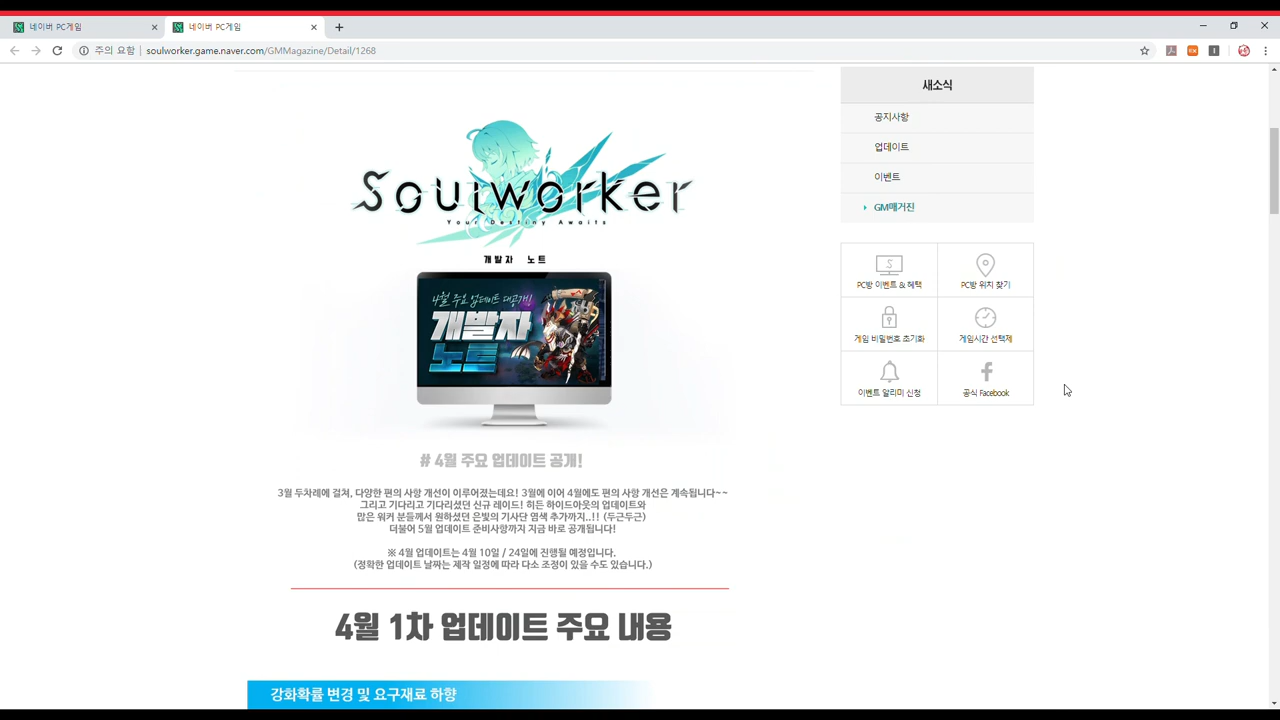 네이버 PC게임
네이버 PC게임
주의 요함
soulworker.game.naver.com/GMMagazine/Detail/1268
Soulworker
Your Destiny Awaits
개발자 노트
4월 주요 업데이트 대공개!
개발자
노트
# 4월 주요 업데이트 공개!
3월 두차례에 걸쳐, 다양한 편의 사항 개선이 이루어졌는데요! 3월에 이어 4월에도 편의 사항 개선은 계속됩니다~~
그리고 기다리고 기다리셨던 신규 레이드! 히든 하이드아웃의 업데이트와
많은 워커 분들께서 원하셨던 은빛의 기사단 염색 추가까지..!! (두근두근)
더불어 5월 업데이트 준비사항까지 지금 바로 공개됩니다!
※ 4월 업데이트는 4월 10일 / 24일에 진행될 예정입니다.
(정확한 업데이트 날짜는 제작 일정에 따라 다소 조정이 있을 수도 있습니다.)
4월 1차 업데이트 주요 내용
강화확률 변경 및 요구재료 하향
새소식
공지사항
업데이트
이벤트
GM매거진
PC방 이벤트 & 혜택
PC방 위치 찾기
게임 비밀번호 초기화
게임시간 선택제
이벤트 알리미 신청
공식 Facebook